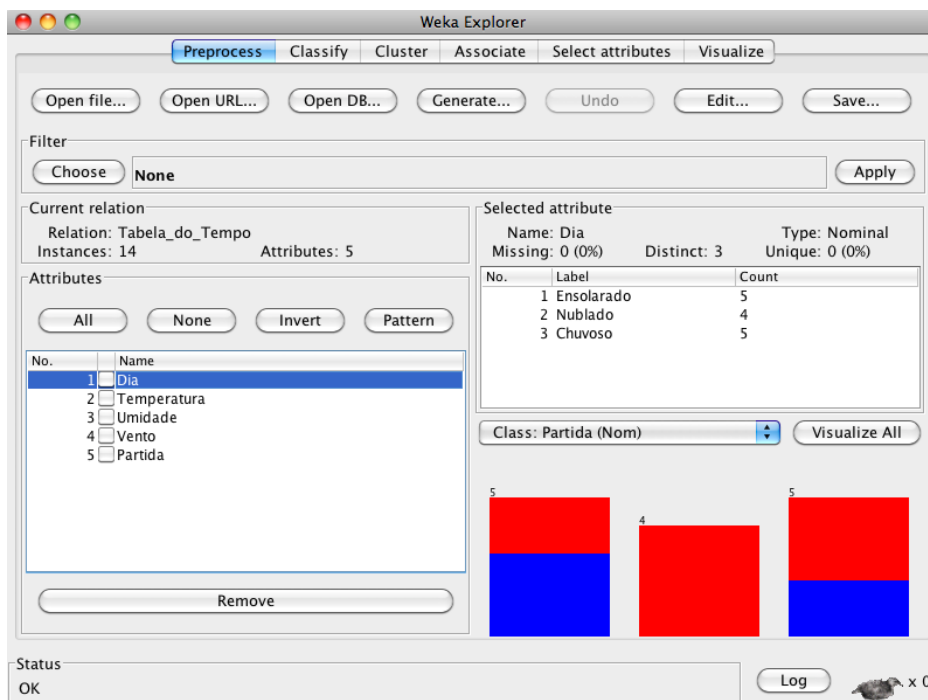 Weka Explorer
Preprocess Classify Cluster Associate Select attributes Visualize
Open file... Open URL... Open DB... Generate... Undo Edit... Save...
Filter
Choose None Apply
Current relation
Relation: Tabela_do_Tempo
Instances: 14 Attributes: 5
Attributes
All None Invert Pattern
No. Name
1 Dia
2 Temperatura
3 Umidade
4 Vento
5 Partida
Remove
Selected attribute
Name: Dia Type: Nominal
Missing: 0 (0%) Distinct: 3 Unique: 0 (0%)
No. Label Count
1 Ensolarado 5
2 Nublado 4
3 Chuvoso 5
Class: Partida (Nom) Visualize All
5 4 5
Status
OK
Log x 0